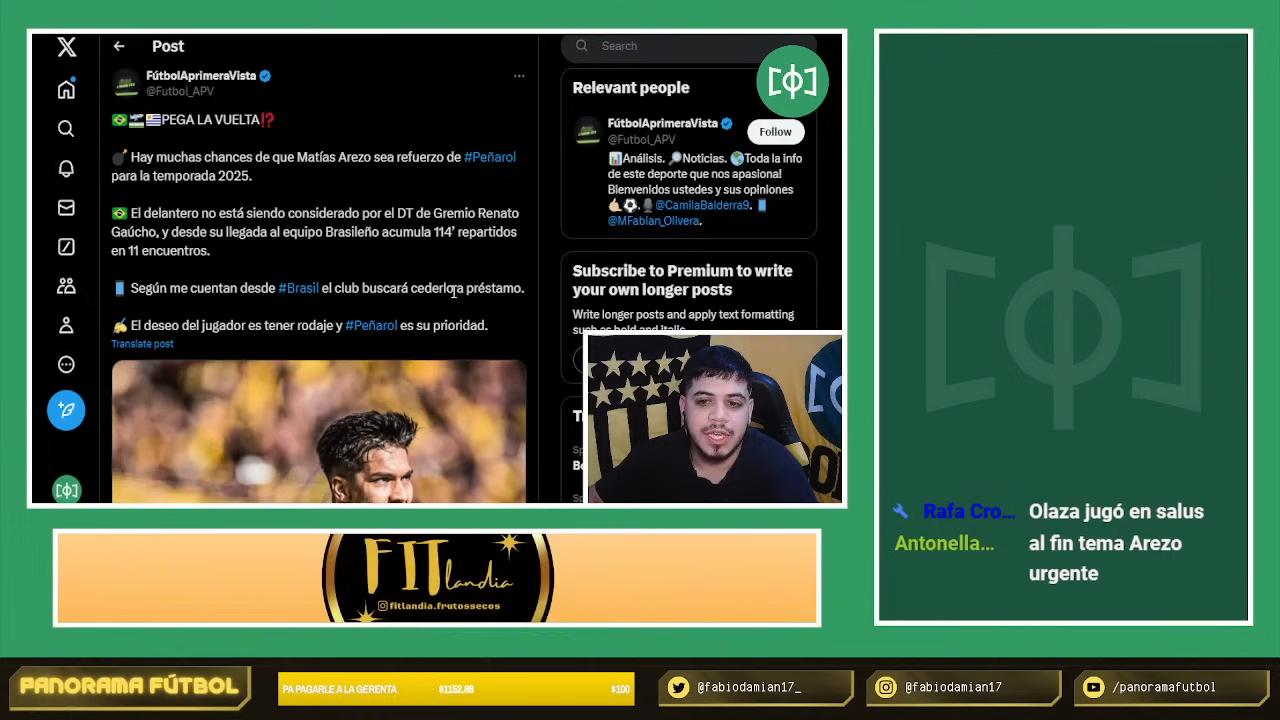 Post
Search
FútbolAprimeraVista
@Futbol_APV
PEGA LA VUELTA⁉
Hay muchas chances de que Matías Arezo sea refuerzo de #Peñarol
para la temporada 2025.
El delantero no está siendo considerado por el DT de Gremio Renato
Gaúcho, y desde su llegada al equipo Brasileño acumula 114’ repartidos
en 11 encuentros.
Según me cuentan desde #Brasil el club buscará cederlo a préstamo.
El deseo del jugador es tener rodaje y #Peñarol es su prioridad.
Translate post
Relevant people
FútbolAprimeraVista
@Futbol_APV
Follow
Análisis. Noticias. Toda la info
de este deporte que nos apasiona!
Bienvenidos ustedes y sus opiniones
@CamilaBalderra9.
@MFabian_Olivera.
Subscribe to Premium to write
your own longer posts
Write longer posts and apply text formatting
such as bold and italic.
Rafa Cro... Olaza jugó en salus
Antonella... al fin tema Arezo
urgente
FIT
landia
@fitlandia.frutossecos
PANORAMA FÚTBOL
PA PAGARLE A LA GERENTA $1152.88 $100
@fabiodamian17_
@fabiodamian17
/panoramafutbol